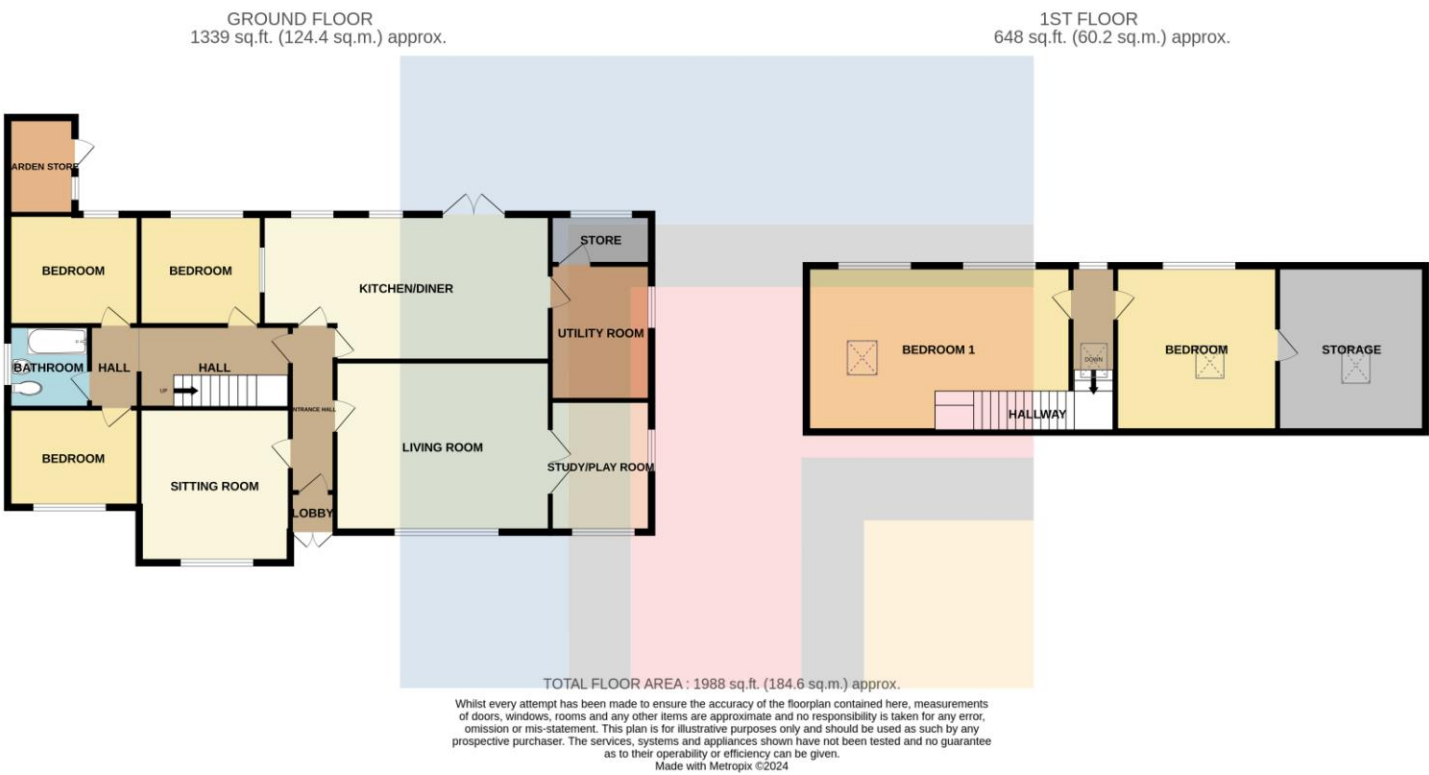 GROUND FLOOR
1339 sq.ft. (124.4 sq.m.) approx.
1ST FLOOR
648 sq.ft. (60.2 sq.m.) approx.
ARDEN STORE
BEDROOM
BEDROOM
KITCHEN/DINER
STORE
UTILITY ROOM
BATHROOM
HALL
HALL
UP
NTRANCE HALL
LIVING ROOM
STUDY/PLAY ROOM
BEDROOM
SITTING ROOM
LOBBY
BEDROOM 1
DOWN
HALLWAY
BEDROOM
STORAGE
TOTAL FLOOR AREA : 1988 sq.ft. (184.6 sq.m.) approx.
Whilst every attempt has been made to ensure the accuracy of the floorplan contained here, measurements
of doors, windows, rooms and any other items are approximate and no responsibility is taken for any error,
omission or mis-statement. This plan is for illustrative purposes only and should be used as such by any
prospective purchaser. The services, systems and appliances shown have not been tested and no guarantee
as to their operability or efficiency can be given.
Made with Metropix ©2024